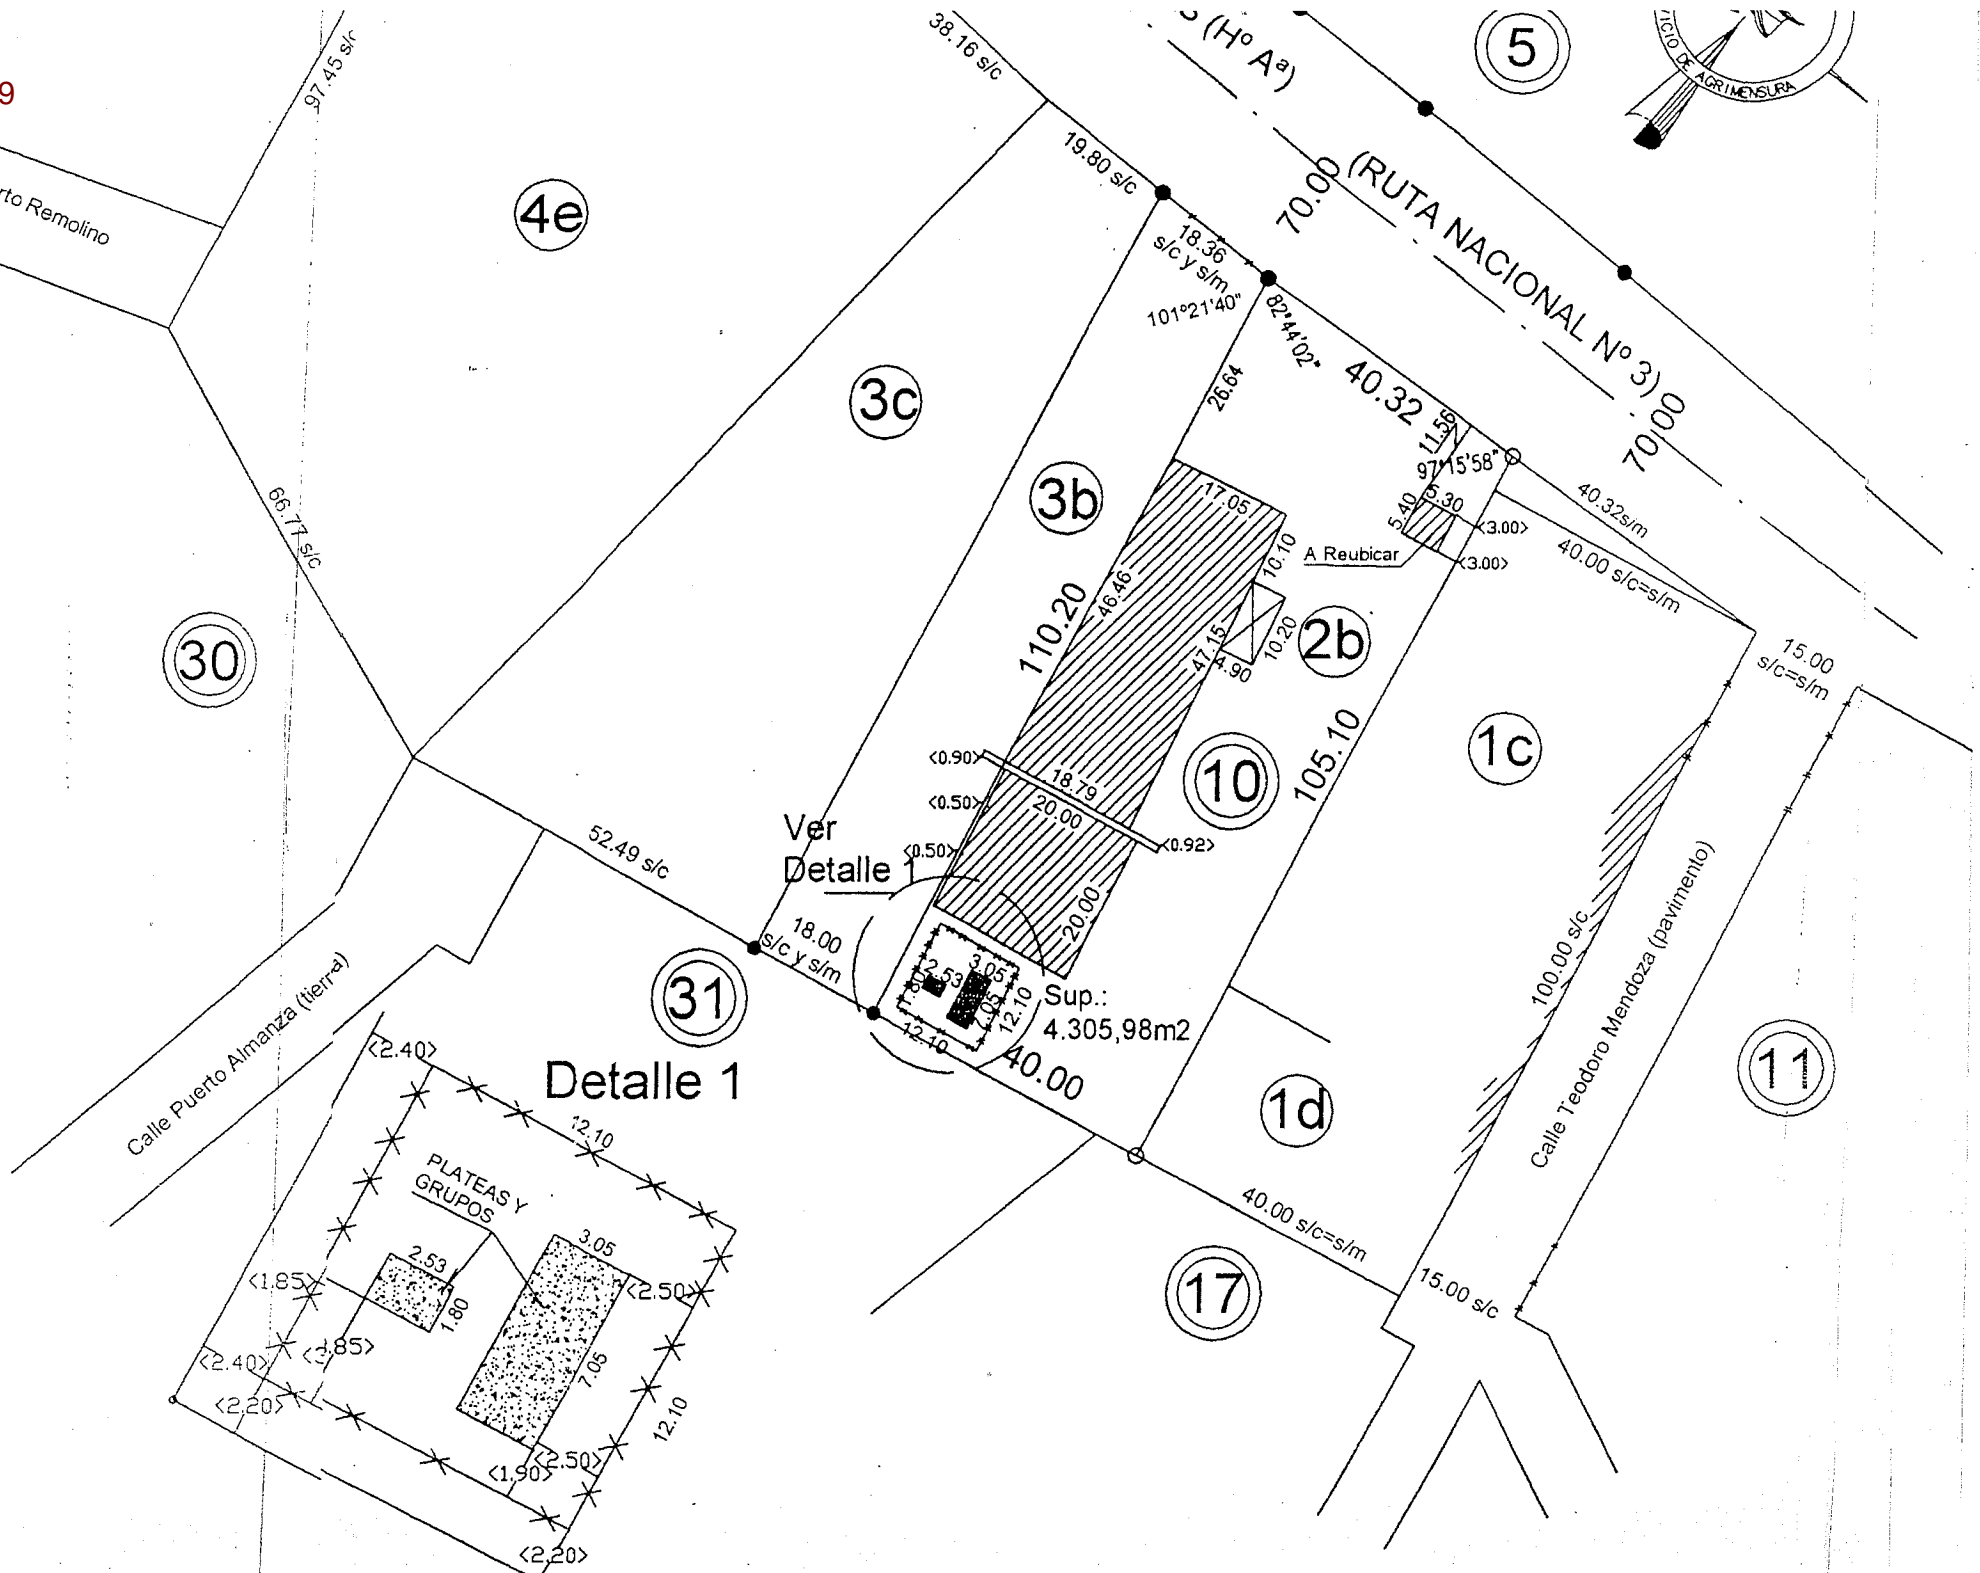 38.16 s/c
(Hº Aª)
5
VICIO DE AGRIMENSURA
97.45 s/c
9
rto Remolino
4e
19.80 s/c
70.00
(RUTA NACIONAL Nº 3)
18.36
s/c y s/m
101º21'40"
82º44'02"
40.32
70.00
26.64
11.56
97º15'58"
3c
3b
17.05
5.30
5.40
<3.00>
<3.00>
A Reubicar
40.32s/m
40.00 s/c=s/m
10.10
66.77 s/c
110.20
46.46
47.15
10.20
4.90
2b
15.00
s/c=s/m
30
10
105.10
1c
<0.90>
18.79
20.00
<0.50>
<0.92>
<0.50>
Ver
Detalle 1
52.49 s/c
18.00
s/c y s/m
20.00
100.00 s/c
Calle Teodoro Mendoza (pavimento)
31
3.05
2.53
1.80
7.05
12.10
12.10
Sup.:
4.305,98m2
40.00
11
Calle Puerto Almanza (tierra)
1d
40.00 s/c=s/m
17
15.00 s/c
Detalle 1
<2.40>
12.10
PLATEAS Y
GRUPOS
3.05
2.53
<1.85>
1.80
<2.50>
<2.40>
7.05
12.10
<2.20>
<2.50>
<1.90>
<2.20>